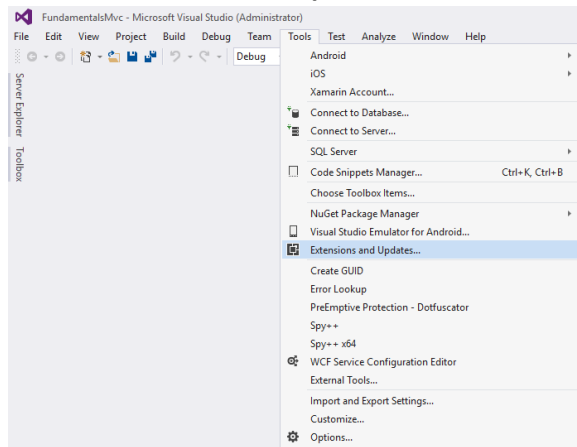 FundamentalsMvc - Microsoft Visual Studio (Administrator)
File Edit View Project Build Debug Team Tools Test Analyze Window Help
Debug
Server Explorer
Toolbox
Android
iOS
Xamarin Account...
Connect to Database...
Connect to Server...
SQL Server
Code Snippets Manager... Ctrl+K, Ctrl+B
Choose Toolbox Items...
NuGet Package Manager
Visual Studio Emulator for Android...
Extensions and Updates...
Create GUID
Error Lookup
PreEmptive Protection - Dotfuscator
Spy++
Spy++ x64
WCF Service Configuration Editor
External Tools...
Import and Export Settings...
Customize...
Options...